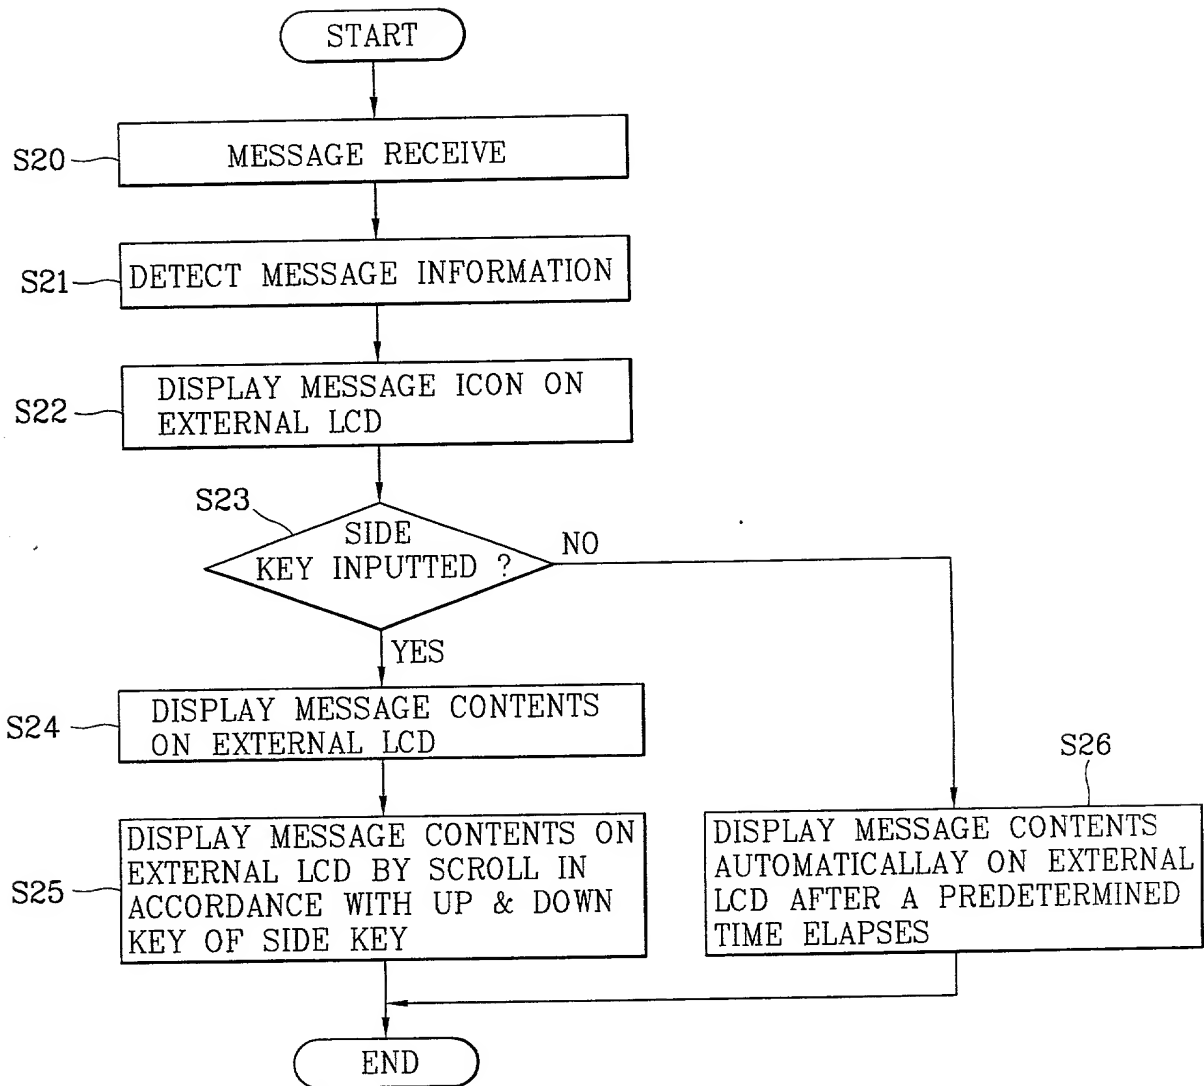 START
S20
MESSAGE RECEIVE
S21
DETECT MESSAGE INFORMATION
S22
DISPLAY MESSAGE ICON ON
EXTERNAL LCD
S23
SIDE
KEY INPUTTED ?
NO
YES
S24
DISPLAY MESSAGE CONTENTS
ON EXTERNAL LCD
S25
DISPLAY MESSAGE CONTENTS ON
EXTERNAL LCD BY SCROLL IN
ACCORDANCE WITH UP & DOWN
KEY OF SIDE KEY
S26
DISPLAY MESSAGE CONTENTS
AUTOMATICALLAY ON EXTERNAL
LCD AFTER A PREDETERMINED
TIME ELAPSES
END